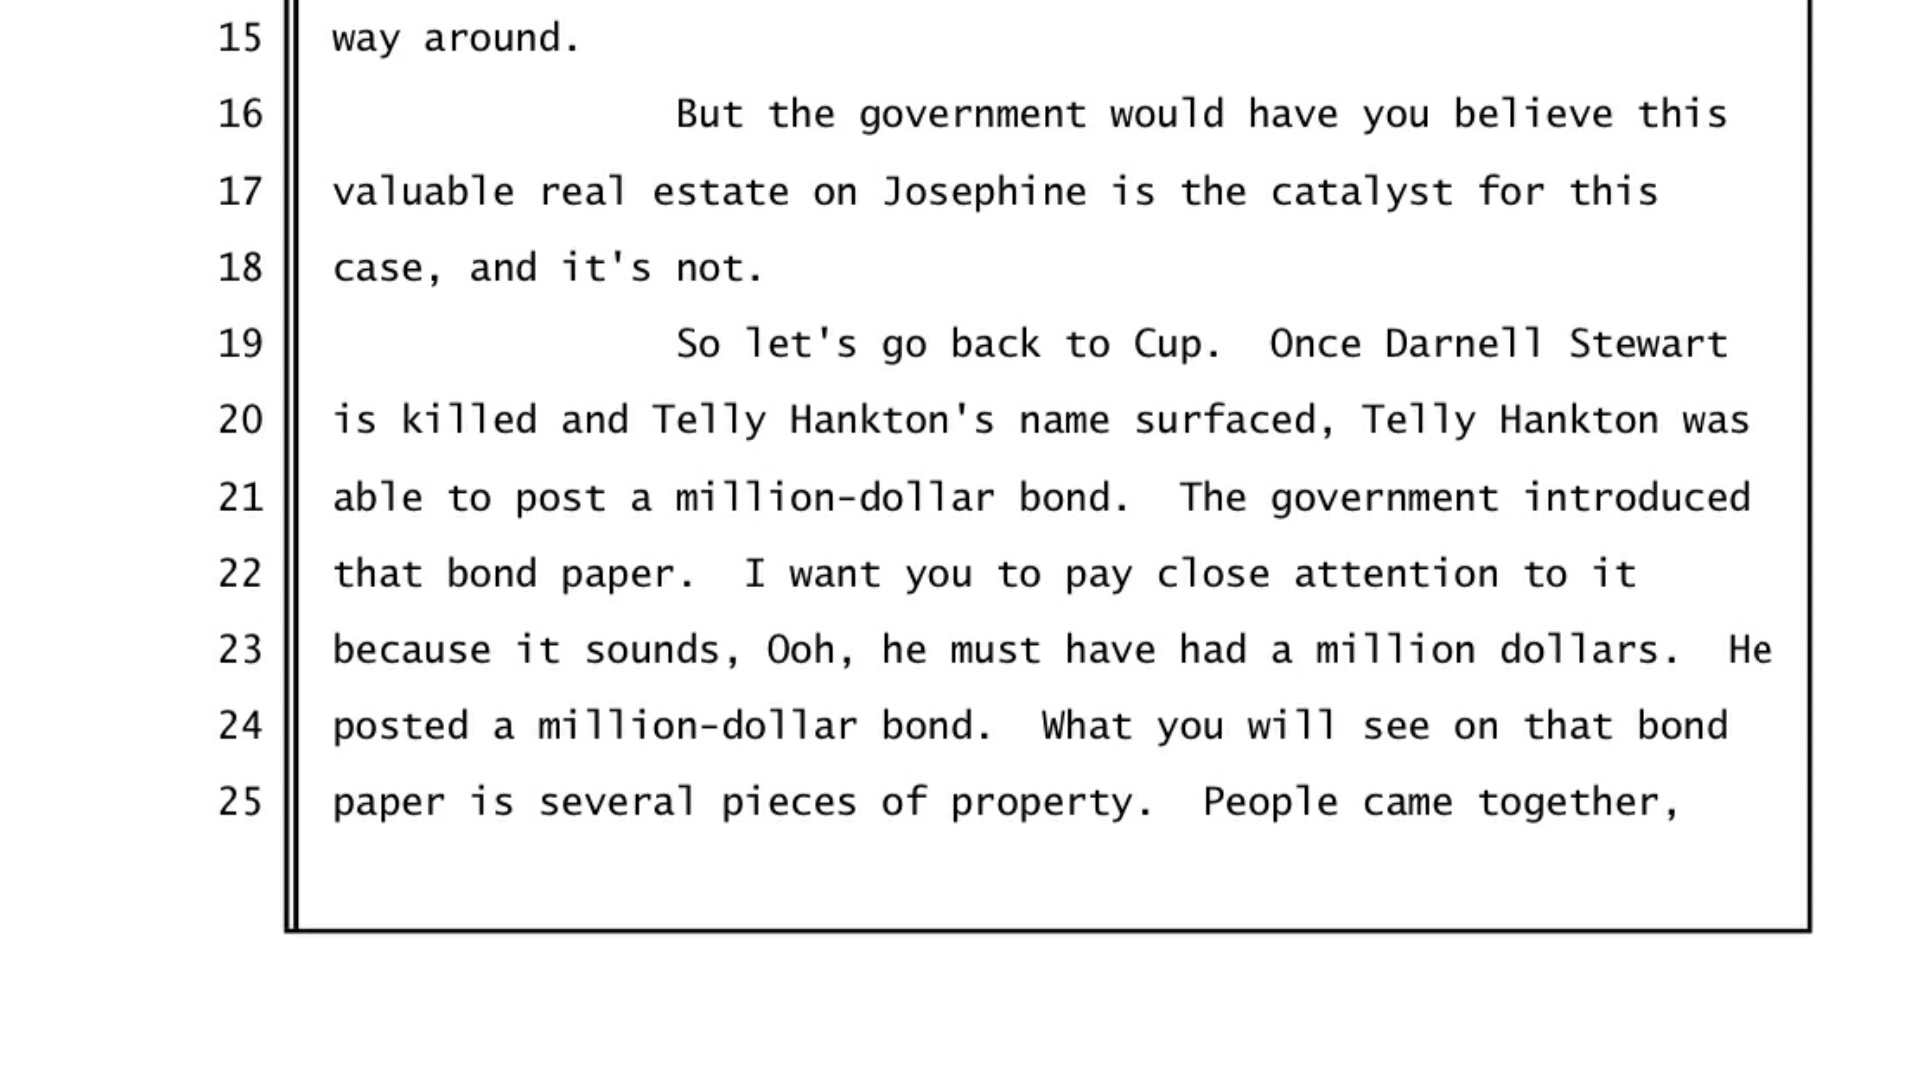 15 way around.
16 But the government would have you believe this
17 valuable real estate on Josephine is the catalyst for this
18 case, and it's not.
19 So let's go back to Cup.  Once Darnell Stewart
20 is killed and Telly Hankton's name surfaced, Telly Hankton was
21 able to post a million-dollar bond.  The government introduced
22 that bond paper.  I want you to pay close attention to it
23 because it sounds, Ooh, he must have had a million dollars.  He
24 posted a million-dollar bond.  What you will see on that bond
25 paper is several pieces of property.  People came together,